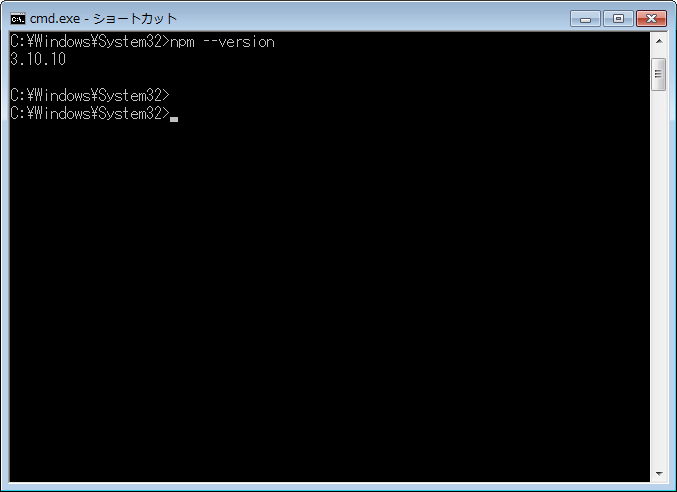 cmd.exe - ショートカット
C:¥Windows¥System32>npm --version
3.10.10
C:¥Windows¥System32>
C:¥Windows¥System32>